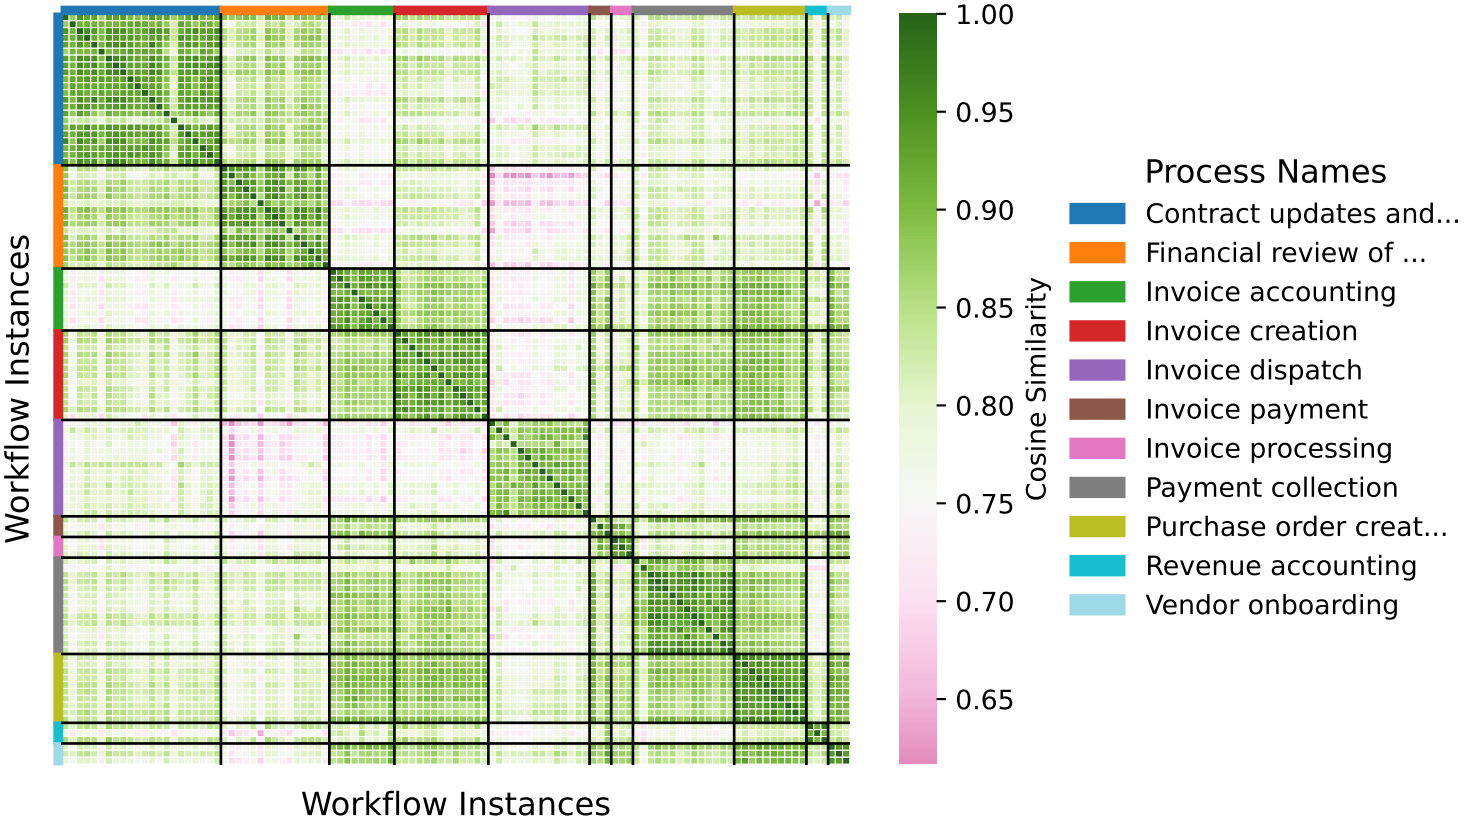 Workflow Instances
Workflow Instances
1.00
0.95
0.90
0.85
0.80
0.75
0.70
0.65
Cosine Similarity
Process Names
Contract updates and...
Financial review of ...
Invoice accounting
Invoice creation
Invoice dispatch
Invoice payment
Invoice processing
Payment collection
Purchase order creat...
Revenue accounting
Vendor onboarding